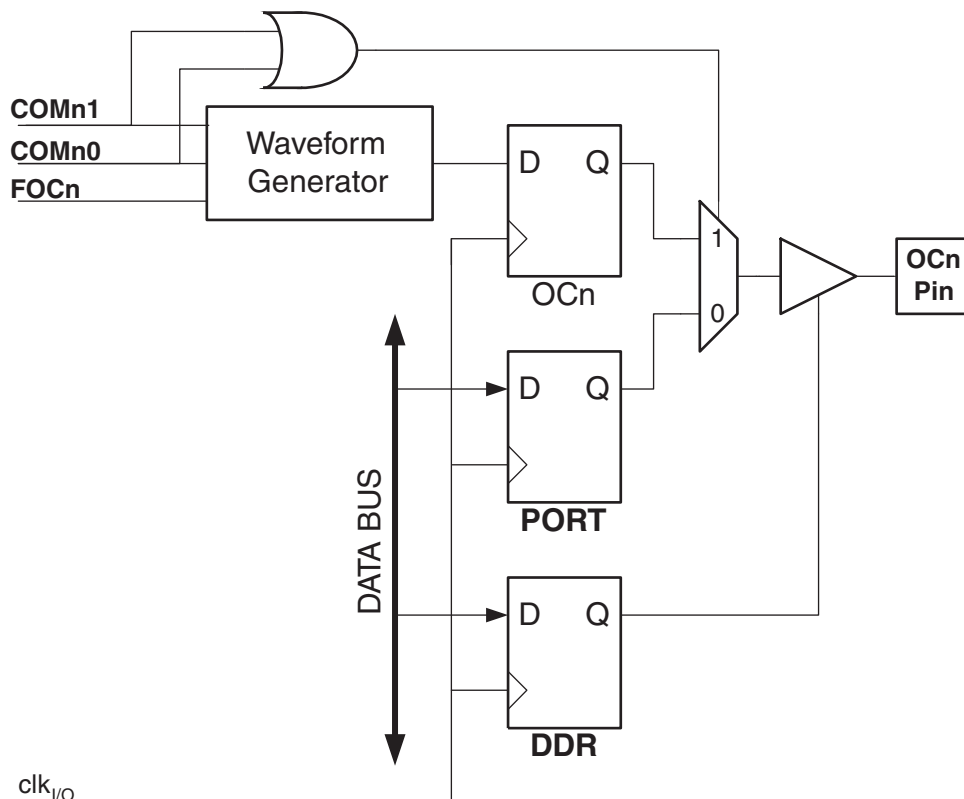 COMn1
COMn0
FOCn
Waveform
Generator
D Q
OCn
1
0
OCn
Pin
D Q
PORT
DATA BUS
D Q
DDR
clkI/O